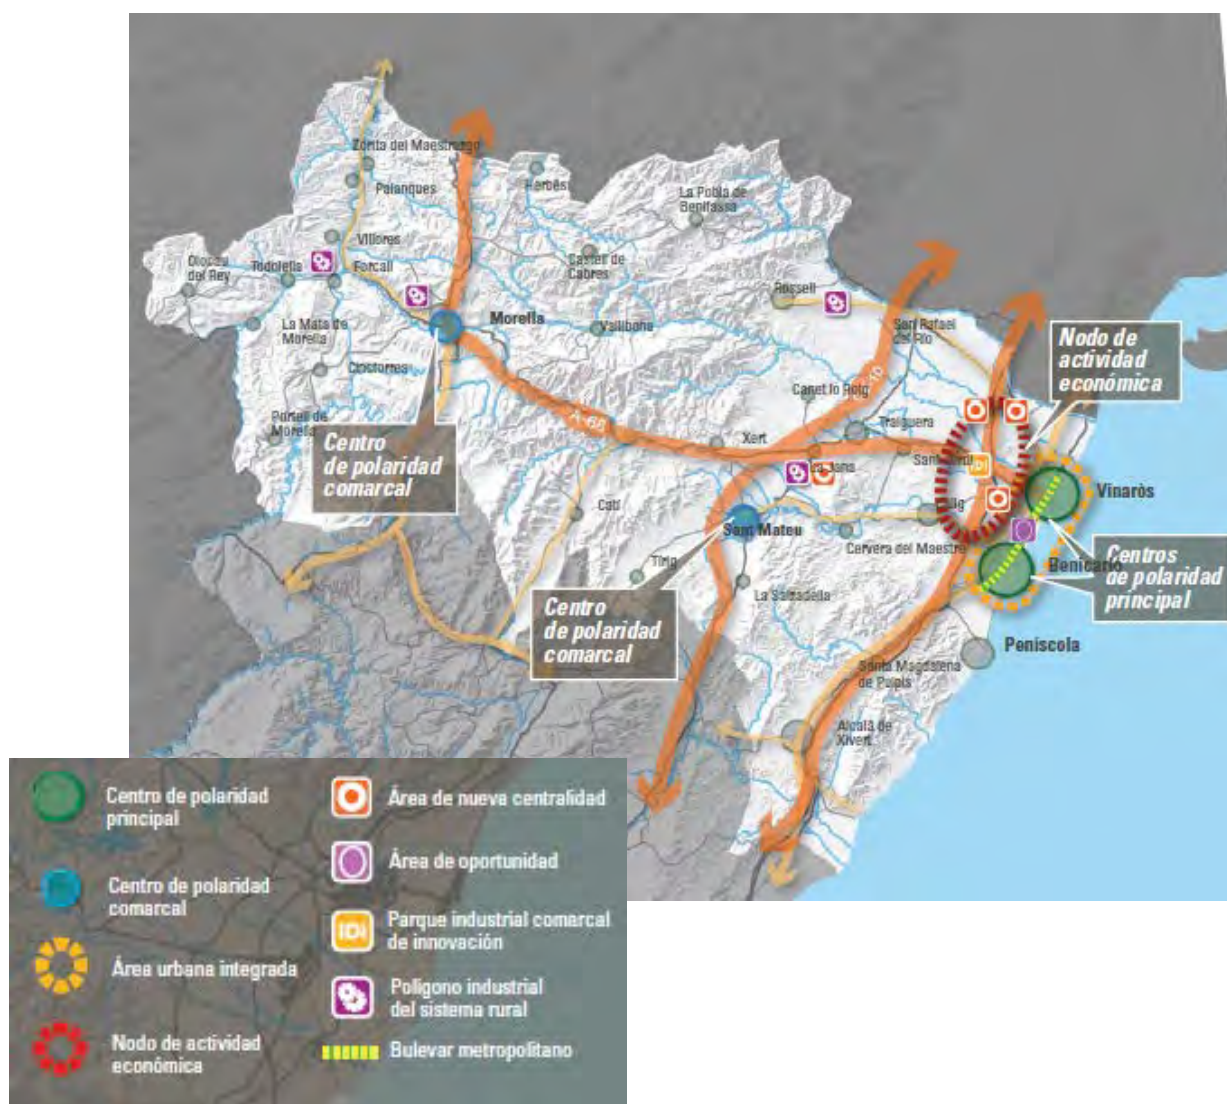 Zorita del Maestrazgo
Palanques
Herbés
La Pobla de
Benifassa
Villores
Olocau
del Rey
Todolella
Forcall
Castell de
Cabres
Rossell
La Mata de
Morella
Morella
Vallibona
San Rafael
del Río
Nodo de
actividad
económica
Cinctorres
Canet lo Roig
Portell de
Morella
A-68
Traiguera
Centro
de polaridad
comarcal
Xert
La Jana
IDi
Vinaròs
Catí
Sant Mateu
Cervera del Maestre
Centros
de polaridad
principal
Benicarló
Tírig
La Salzadella
Centro
de polaridad
comarcal
Peníscola
Santa Magdalena
de Pulpis
Alcalà de
Xivert
Centro de polaridad
principal
Centro de polaridad
comarcal
Área urbana integrada
Nodo de actividad
económica
Área de nueva centralidad
Área de oportunidad
IDi
Parque industrial comarcal
de innovación
Polígono industrial
del sistema rural
Bulevar metropolitano